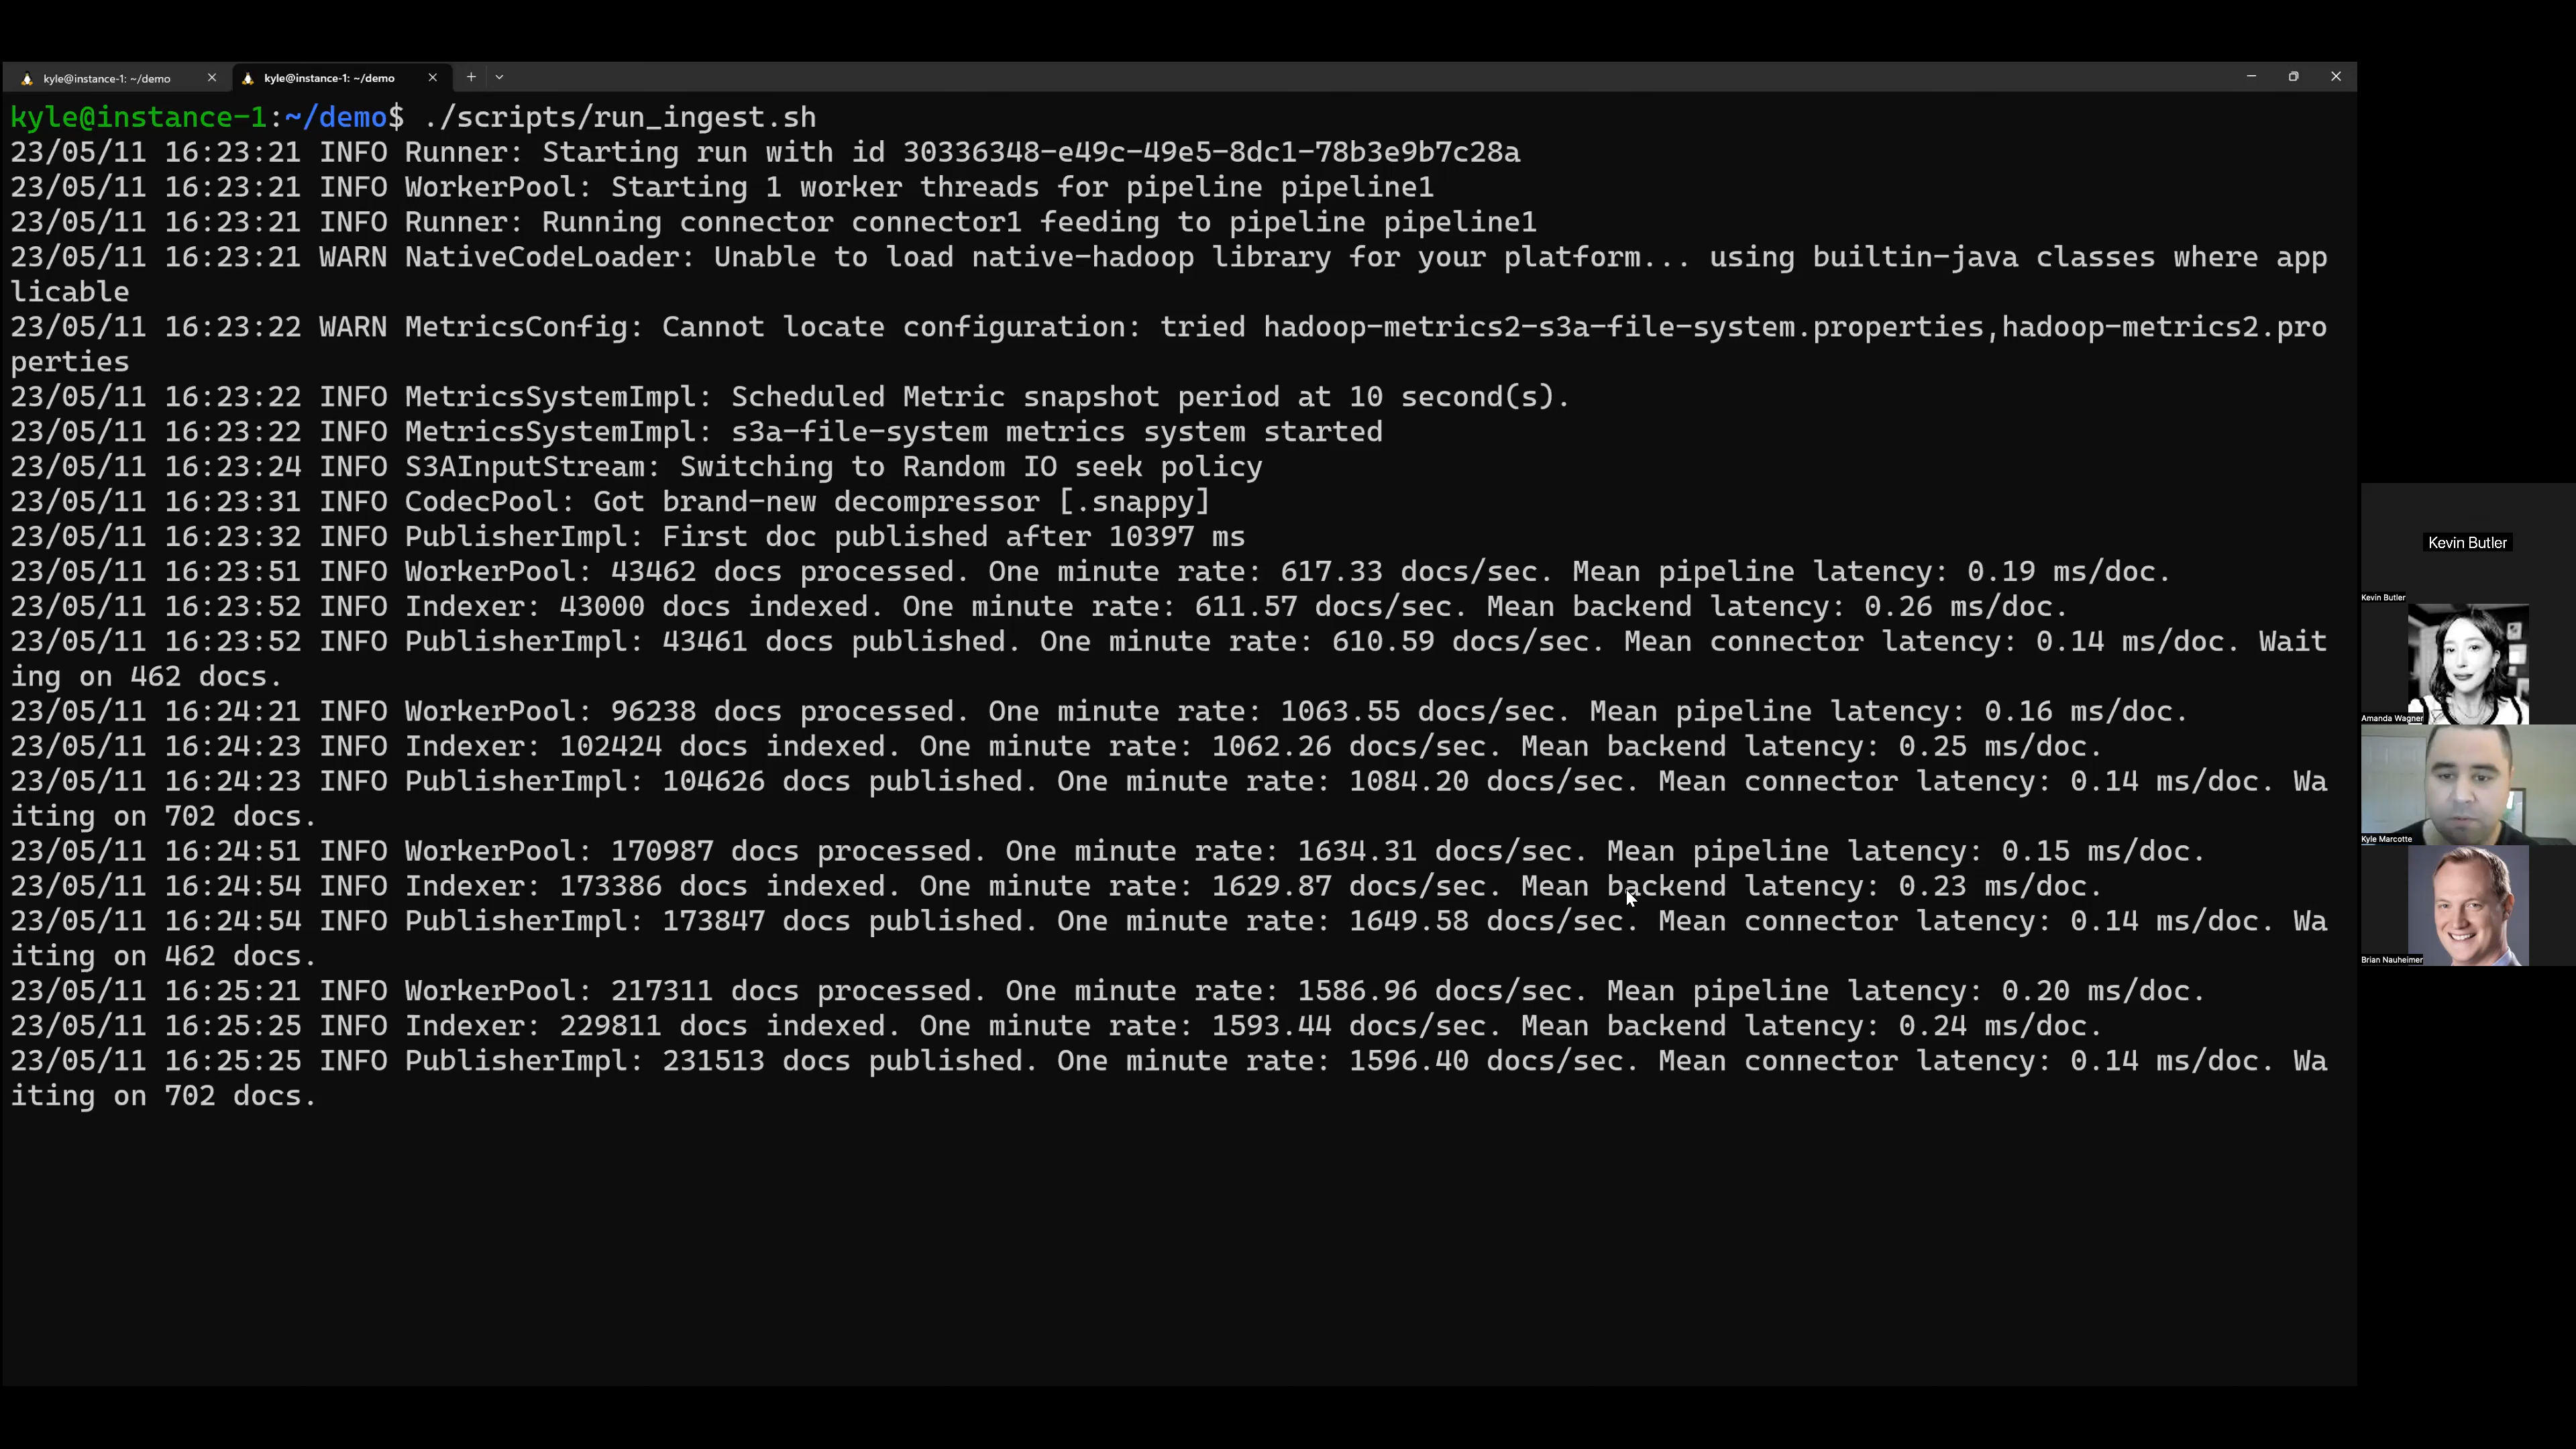 kyle@instance-1: ~/demo
kyle@instance-1: ~/demo
kyle@instance-1:~/demo$ ./scripts/run_ingest.sh
23/05/11 16:23:21 INFO Runner: Starting run with id 30336348-e49c-49e5-8dc1-78b3e9b7c28a
23/05/11 16:23:21 INFO WorkerPool: Starting 1 worker threads for pipeline pipeline1
23/05/11 16:23:21 INFO Runner: Running connector connector1 feeding to pipeline pipeline1
23/05/11 16:23:21 WARN NativeCodeLoader: Unable to load native-hadoop library for your platform... using builtin-java classes where app
licable
23/05/11 16:23:22 WARN MetricsConfig: Cannot locate configuration: tried hadoop-metrics2-s3a-file-system.properties,hadoop-metrics2.pro
perties
23/05/11 16:23:22 INFO MetricsSystemImpl: Scheduled Metric snapshot period at 10 second(s).
23/05/11 16:23:22 INFO MetricsSystemImpl: s3a-file-system metrics system started
23/05/11 16:23:24 INFO S3AInputStream: Switching to Random IO seek policy
23/05/11 16:23:31 INFO CodecPool: Got brand-new decompressor [.snappy]
23/05/11 16:23:32 INFO PublisherImpl: First doc published after 10397 ms
23/05/11 16:23:51 INFO WorkerPool: 43462 docs processed. One minute rate: 617.33 docs/sec. Mean pipeline latency: 0.19 ms/doc.
23/05/11 16:23:52 INFO Indexer: 43000 docs indexed. One minute rate: 611.57 docs/sec. Mean backend latency: 0.26 ms/doc.
23/05/11 16:23:52 INFO PublisherImpl: 43461 docs published. One minute rate: 610.59 docs/sec. Mean connector latency: 0.14 ms/doc. Wait
ing on 462 docs.
23/05/11 16:24:21 INFO WorkerPool: 96238 docs processed. One minute rate: 1063.55 docs/sec. Mean pipeline latency: 0.16 ms/doc.
23/05/11 16:24:23 INFO Indexer: 102424 docs indexed. One minute rate: 1062.26 docs/sec. Mean backend latency: 0.25 ms/doc.
23/05/11 16:24:23 INFO PublisherImpl: 104626 docs published. One minute rate: 1084.20 docs/sec. Mean connector latency: 0.14 ms/doc. Wa
iting on 702 docs.
23/05/11 16:24:51 INFO WorkerPool: 170987 docs processed. One minute rate: 1634.31 docs/sec. Mean pipeline latency: 0.15 ms/doc.
23/05/11 16:24:54 INFO Indexer: 173386 docs indexed. One minute rate: 1629.87 docs/sec. Mean backend latency: 0.23 ms/doc.
23/05/11 16:24:54 INFO PublisherImpl: 173847 docs published. One minute rate: 1649.58 docs/sec. Mean connector latency: 0.14 ms/doc. Wa
iting on 462 docs.
23/05/11 16:25:21 INFO WorkerPool: 217311 docs processed. One minute rate: 1586.96 docs/sec. Mean pipeline latency: 0.20 ms/doc.
23/05/11 16:25:25 INFO Indexer: 229811 docs indexed. One minute rate: 1593.44 docs/sec. Mean backend latency: 0.24 ms/doc.
23/05/11 16:25:25 INFO PublisherImpl: 231513 docs published. One minute rate: 1596.40 docs/sec. Mean connector latency: 0.14 ms/doc. Wa
iting on 702 docs.
Kevin Butler
Kevin Butler
Amanda Wagner
Kyle Marcotte
Brian Nauheimer